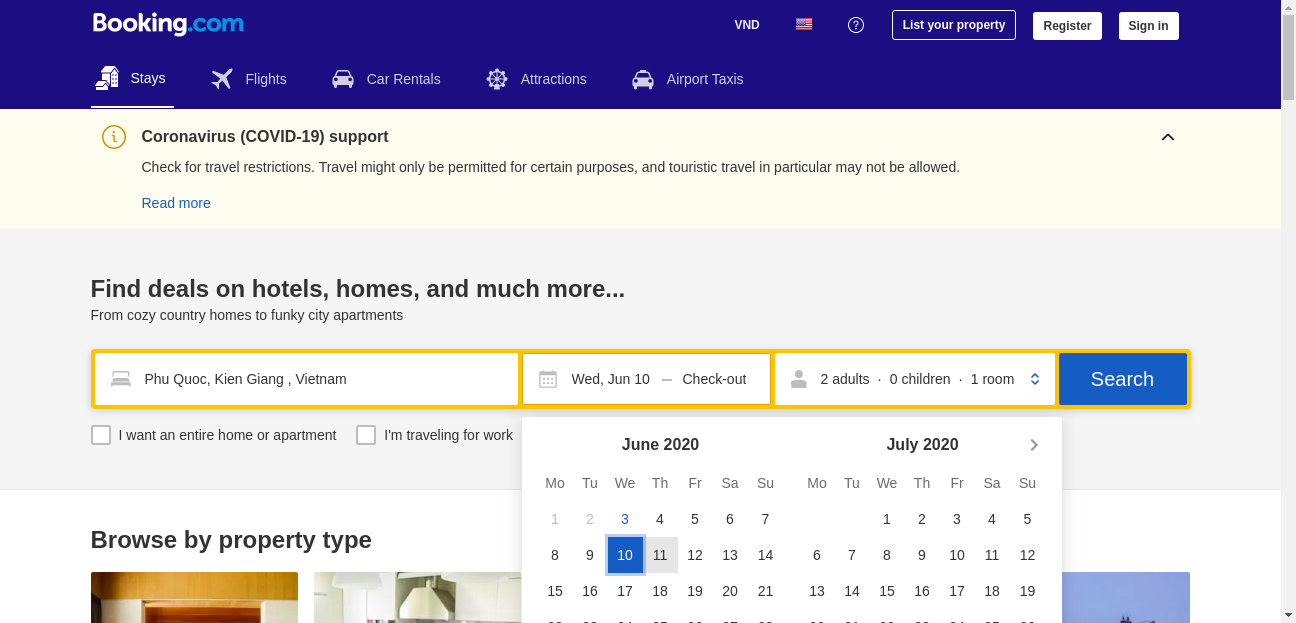 Booking.com
VND
List your property
Register
Sign in
Stays
Flights
Car Rentals
Attractions
Airport Taxis
Coronavirus (COVID-19) support
Check for travel restrictions. Travel might only be permitted for certain purposes, and touristic travel in particular may not be allowed.
Read more
Find deals on hotels, homes, and much more...
From cozy country homes to funky city apartments
Phu Quoc, Kien Giang , Vietnam
Wed, Jun 10 — Check-out
2 adults · 0 children · 1 room
Search
I want an entire home or apartment
I'm traveling for work
June 2020
Mo Tu We Th Fr Sa Su
1 2 3 4 5 6 7
8 9 10 11 12 13 14
15 16 17 18 19 20 21
July 2020
Mo Tu We Th Fr Sa Su
1 2 3 4 5
6 7 8 9 10 11 12
13 14 15 16 17 18 19
Browse by property type